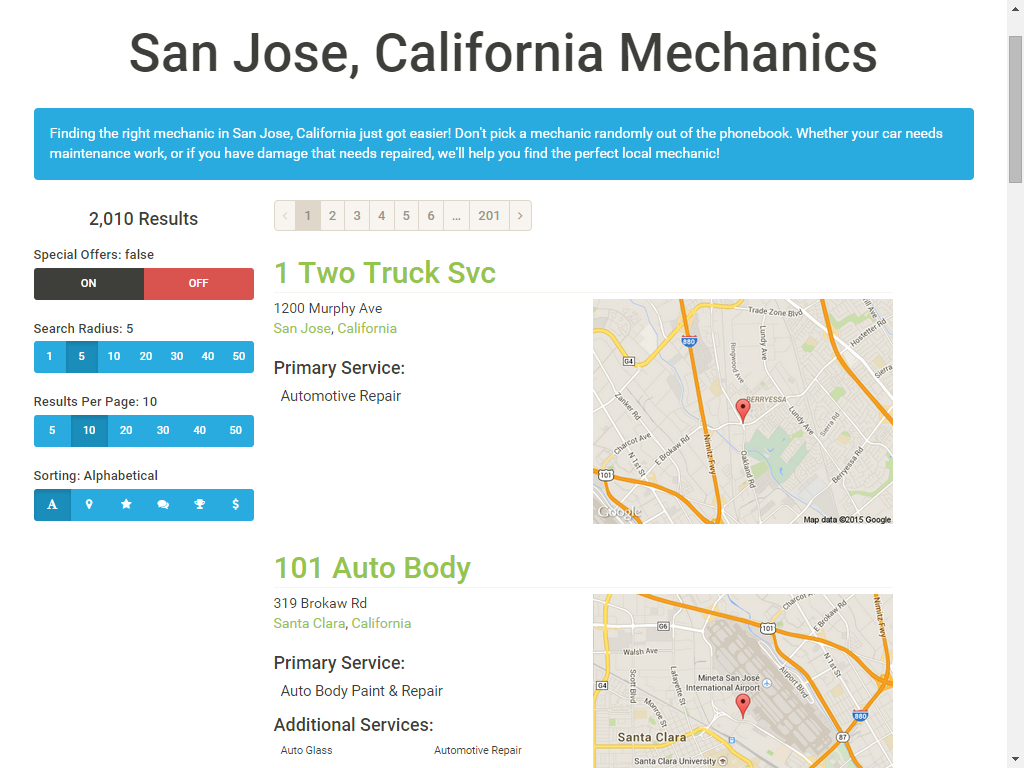 San Jose, California Mechanics
Finding the right mechanic in San Jose, California just got easier! Don't pick a mechanic randomly out of the phonebook. Whether your car needs
maintenance work, or if you have damage that needs repaired, we'll help you find the perfect local mechanic!
2,010 Results
‹ 1 2 3 4 5 6 ... 201 ›
Special Offers: false
ON OFF
Search Radius: 5
1 5 10 20 30 40 50
Results Per Page: 10
5 10 20 30 40 50
Sorting: Alphabetical
A $
1 Two Truck Svc
1200 Murphy Ave
San Jose, California
Primary Service:
Automotive Repair
Trade Zone Blvd
Hostetter Rd
Lundy Ave
Ringwood Ave
880
G4
Sierra
BERRYESSA
Zanker Rd
Lundy Ave
Sierra Rd
Charcot Ave
E Brokaw Rd
Nimitz Fwy
Oakland Rd
Berryessa Rd
N 1st St
101
Google
Map data ©2015 Google
101 Auto Body
319 Brokaw Rd
Santa Clara, California
Primary Service:
Auto Body Paint & Repair
Additional Services:
Auto Glass Automotive Repair
Charcot Ave
E Brokaw Rd
Nimitz Fwy
G6
101
Walsh Ave
N 1st St
Scott Blvd
Lafayette St
Mineta San José
International Airport
Airport Blvd
G4
Monroe St
880
87
Santa Clara
Santa Clara University